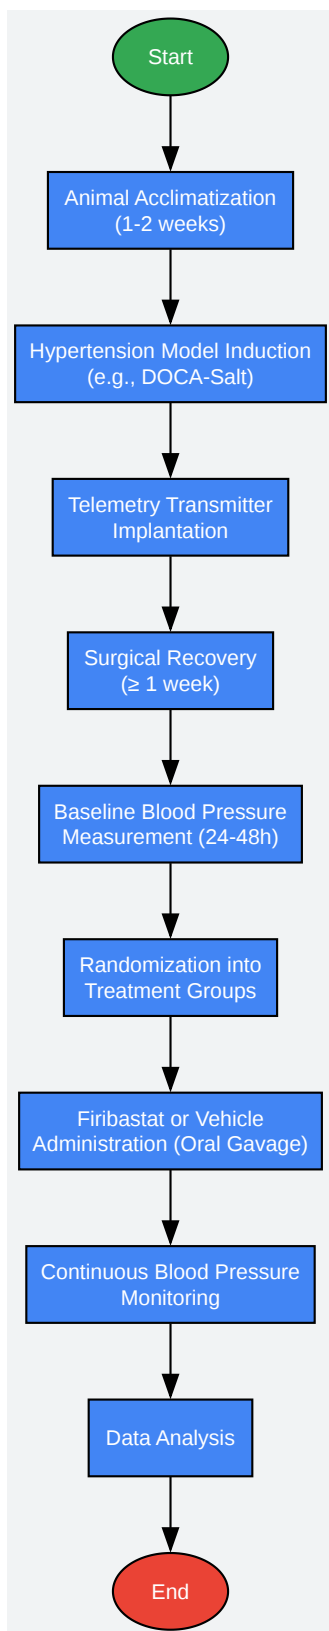 Start
Animal Acclimatization
(1-2 weeks)
Hypertension Model Induction
(e.g., DOCA-Salt)
Telemetry Transmitter
Implantation
Surgical Recovery
(≥ 1 week)
Baseline Blood Pressure
Measurement (24-48h)
Randomization into
Treatment Groups
Firibastat or Vehicle
Administration (Oral Gavage)
Continuous Blood Pressure
Monitoring
Data Analysis
End